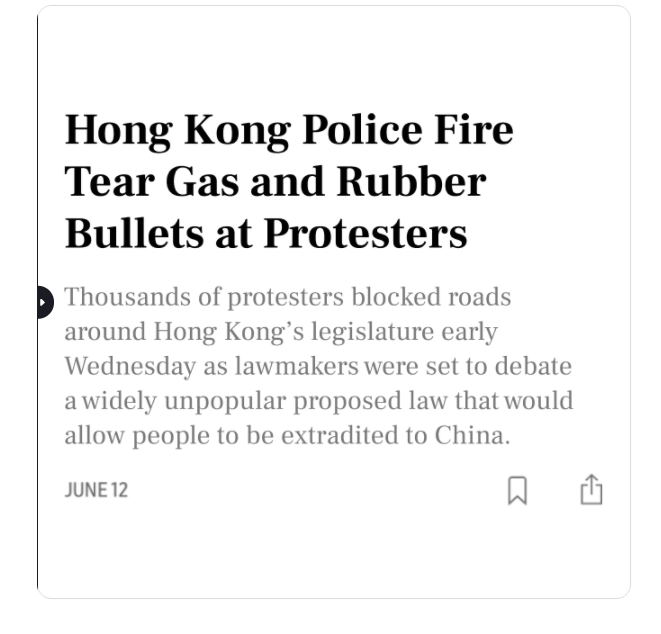 Hong Kong Police Fire
Tear Gas and Rubber
Bullets at Protesters
Thousands of protesters blocked roads
around Hong Kong’s legislature early
Wednesday as lawmakers were set to debate
a widely unpopular proposed law that would
allow people to be extradited to China.
JUNE 12